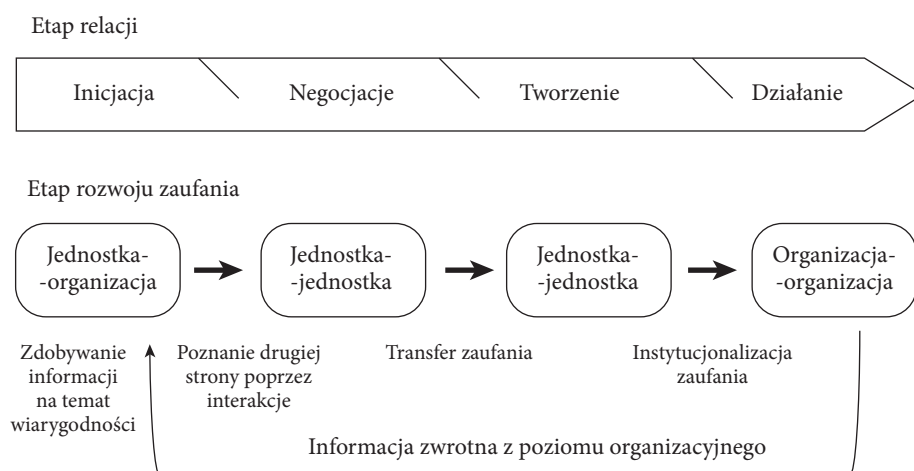 Etap relacji
Inicjacja
Negocjacje
Tworzenie
Działanie
Etap rozwoju zaufania
Jednostka-
-organizacja
Jednostka-
-jednostka
Jednostka-
-jednostka
Organizacja-
-organizacja
Zdobywanie
informacji
na temat
wiarygodności
Poznanie drugiej
strony poprzez
interakcje
Transfer zaufania
Instytucjonalizacja
zaufania
Informacja zwrotna z poziomu organizacyjnego